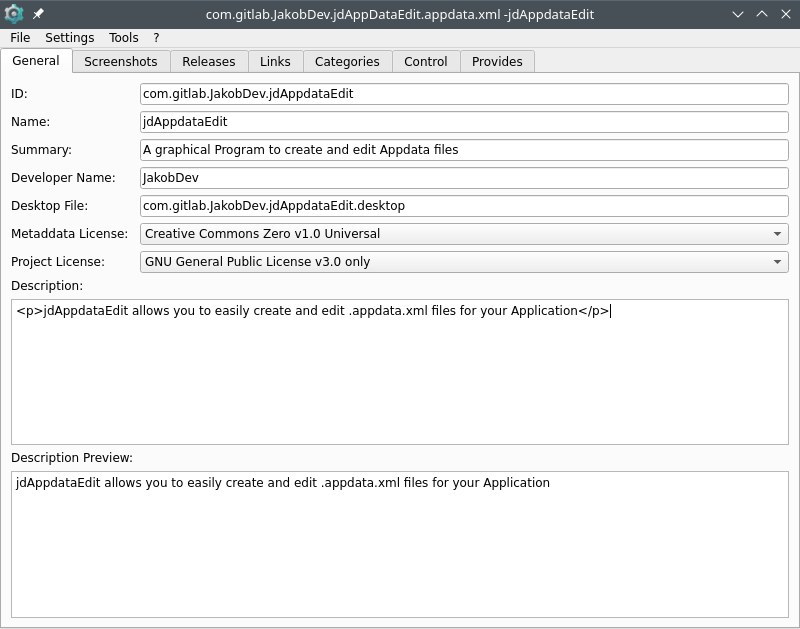 com.gitlab.JakobDev.jdAppDataEdit.appdata.xml -jdAppdataEdit
File Settings Tools ?
General Screenshots Releases Links Categories Control Provides
ID: com.gitlab.JakobDev.jdAppdataEdit
Name: jdAppdataEdit
Summary: A graphical Program to create and edit Appdata files
Developer Name: JakobDev
Desktop File: com.gitlab.JakobDev.jdAppdataEdit.desktop
Metaddata License: Creative Commons Zero v1.0 Universal
Project License: GNU General Public License v3.0 only
Description:
<p>jdAppdataEdit allows you to easily create and edit .appdata.xml files for your Application</p>
Description Preview:
jdAppdataEdit allows you to easily create and edit .appdata.xml files for your Application